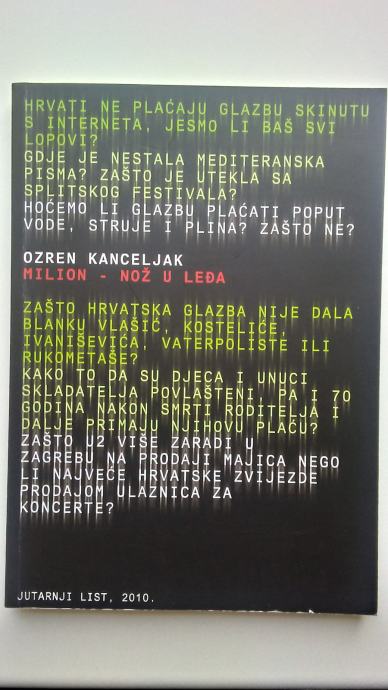 HRVATI NE PLAĆAJU GLAZBU SKINUTU
S INTERNETA, JESMO LI BAŠ SVI
LOPOVI?
GDJE JE NESTALA MEDITERANSKA
PISMA? ZAŠTO JE UTEKLA SA
SPLITSKOG FESTIVALA?
HOĆEMO LI GLAZBU PLAĆATI POPUT
VODE, STRUJE I PLINA? ZAŠTO NE?
OZREN KANCELJAK
MILION - NOŽ U LEĐA
ZAŠTO HRVATSKA GLAZBA NIJE DALA
BLANKU VLAŠIĆ, KOSTELIĆE,
IVANIŠEVIĆA, VATERPOLISTE ILI
RUKOMETAŠE?
KAKO TO DA SU DJECA I UNUCI
SKLADATELJA POVLAŠTENI, PA I 70
GODINA NAKON SMRTI RODITELJA I
DALJE PRIMAJU NJIHOVU PLAĆU?
ZAŠTO U2 VIŠE ZARADI U
ZAGREBU NA PRODAJI MAJICA NEGO
LI NAJVEĆE HRVATSKE ZVIJEZDE
PRODAJOM ULAZNICA ZA
KONCERTE?
JUTARNJI LIST, 2010.